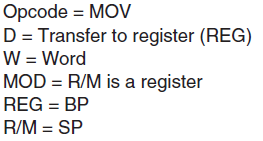 Opcode = MOV
D = Transfer to register (REG)
W = Word
MOD = R/M is a register
REG = BP
R/M = SP